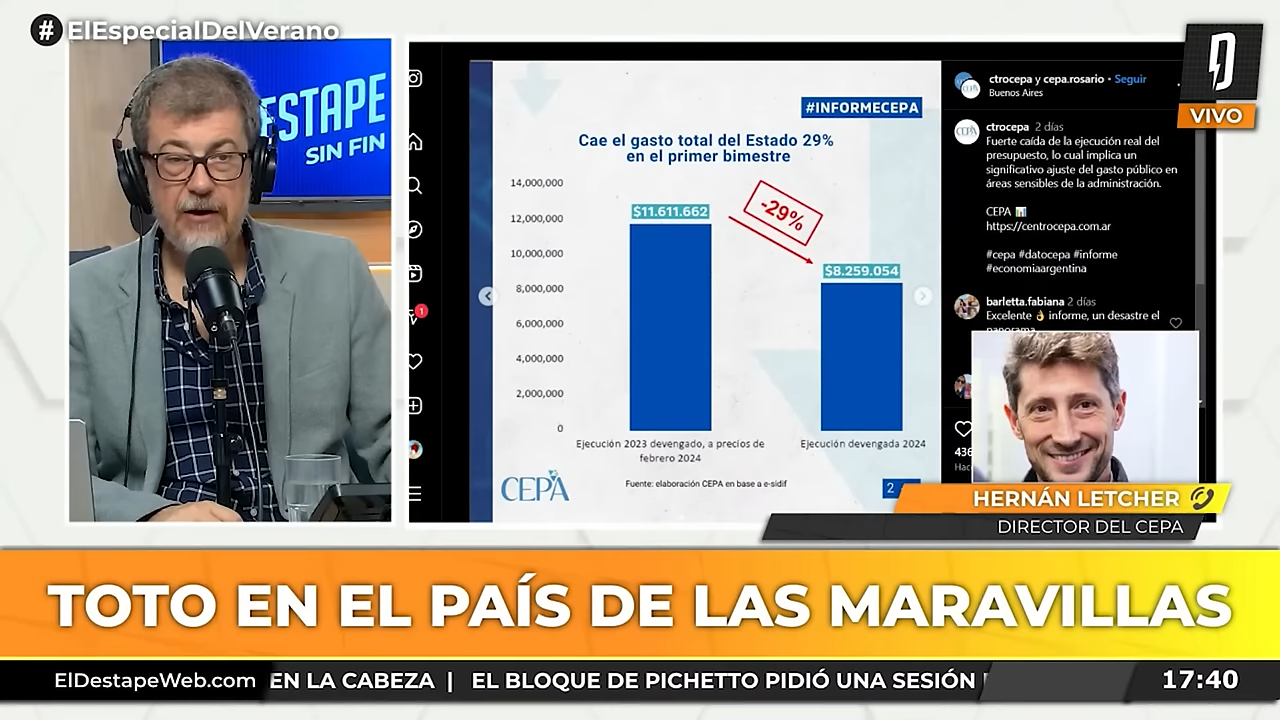 #ElEspecialDelVerano
ESTAPE
SIN FIN
#INFORMECEPA
Cae el gasto total del Estado 29%
en el primer bimestre
14,000,000
12,000,000
10,000,000
8,000,000
6,000,000
4,000,000
2,000,000
0
$11.611.662
-29%
$8.259.054
Ejecución 2023 devengado, a precios de
febrero 2024
Ejecución devengada 2024
CEPA
Fuente: elaboración CEPA en base a e-sidif
2
1
ctrocepa y cepa.rosario • Seguir
Buenos Aires
CEPA
ctrocepa 2 días
Fuerte caída de la ejecución real del
presupuesto, lo cual implica un
significativo ajuste del gasto público en
áreas sensibles de la administración.
CEPA
https://centrocepa.com.ar
#cepa #datocepa #informe
#economiaargentina
barletta.fabiana 2 días
Excelente 👌 informe, un desastre el
panorama
436
Hac
VIVO
HERNÁN LETCHER
DIRECTOR DEL CEPA
TOTO EN EL PAÍS DE LAS MARAVILLAS
ElDestapeWeb.com
EN LA CABEZA | EL BLOQUE DE PICHETTO PIDIÓ UNA SESIÓN
17:40